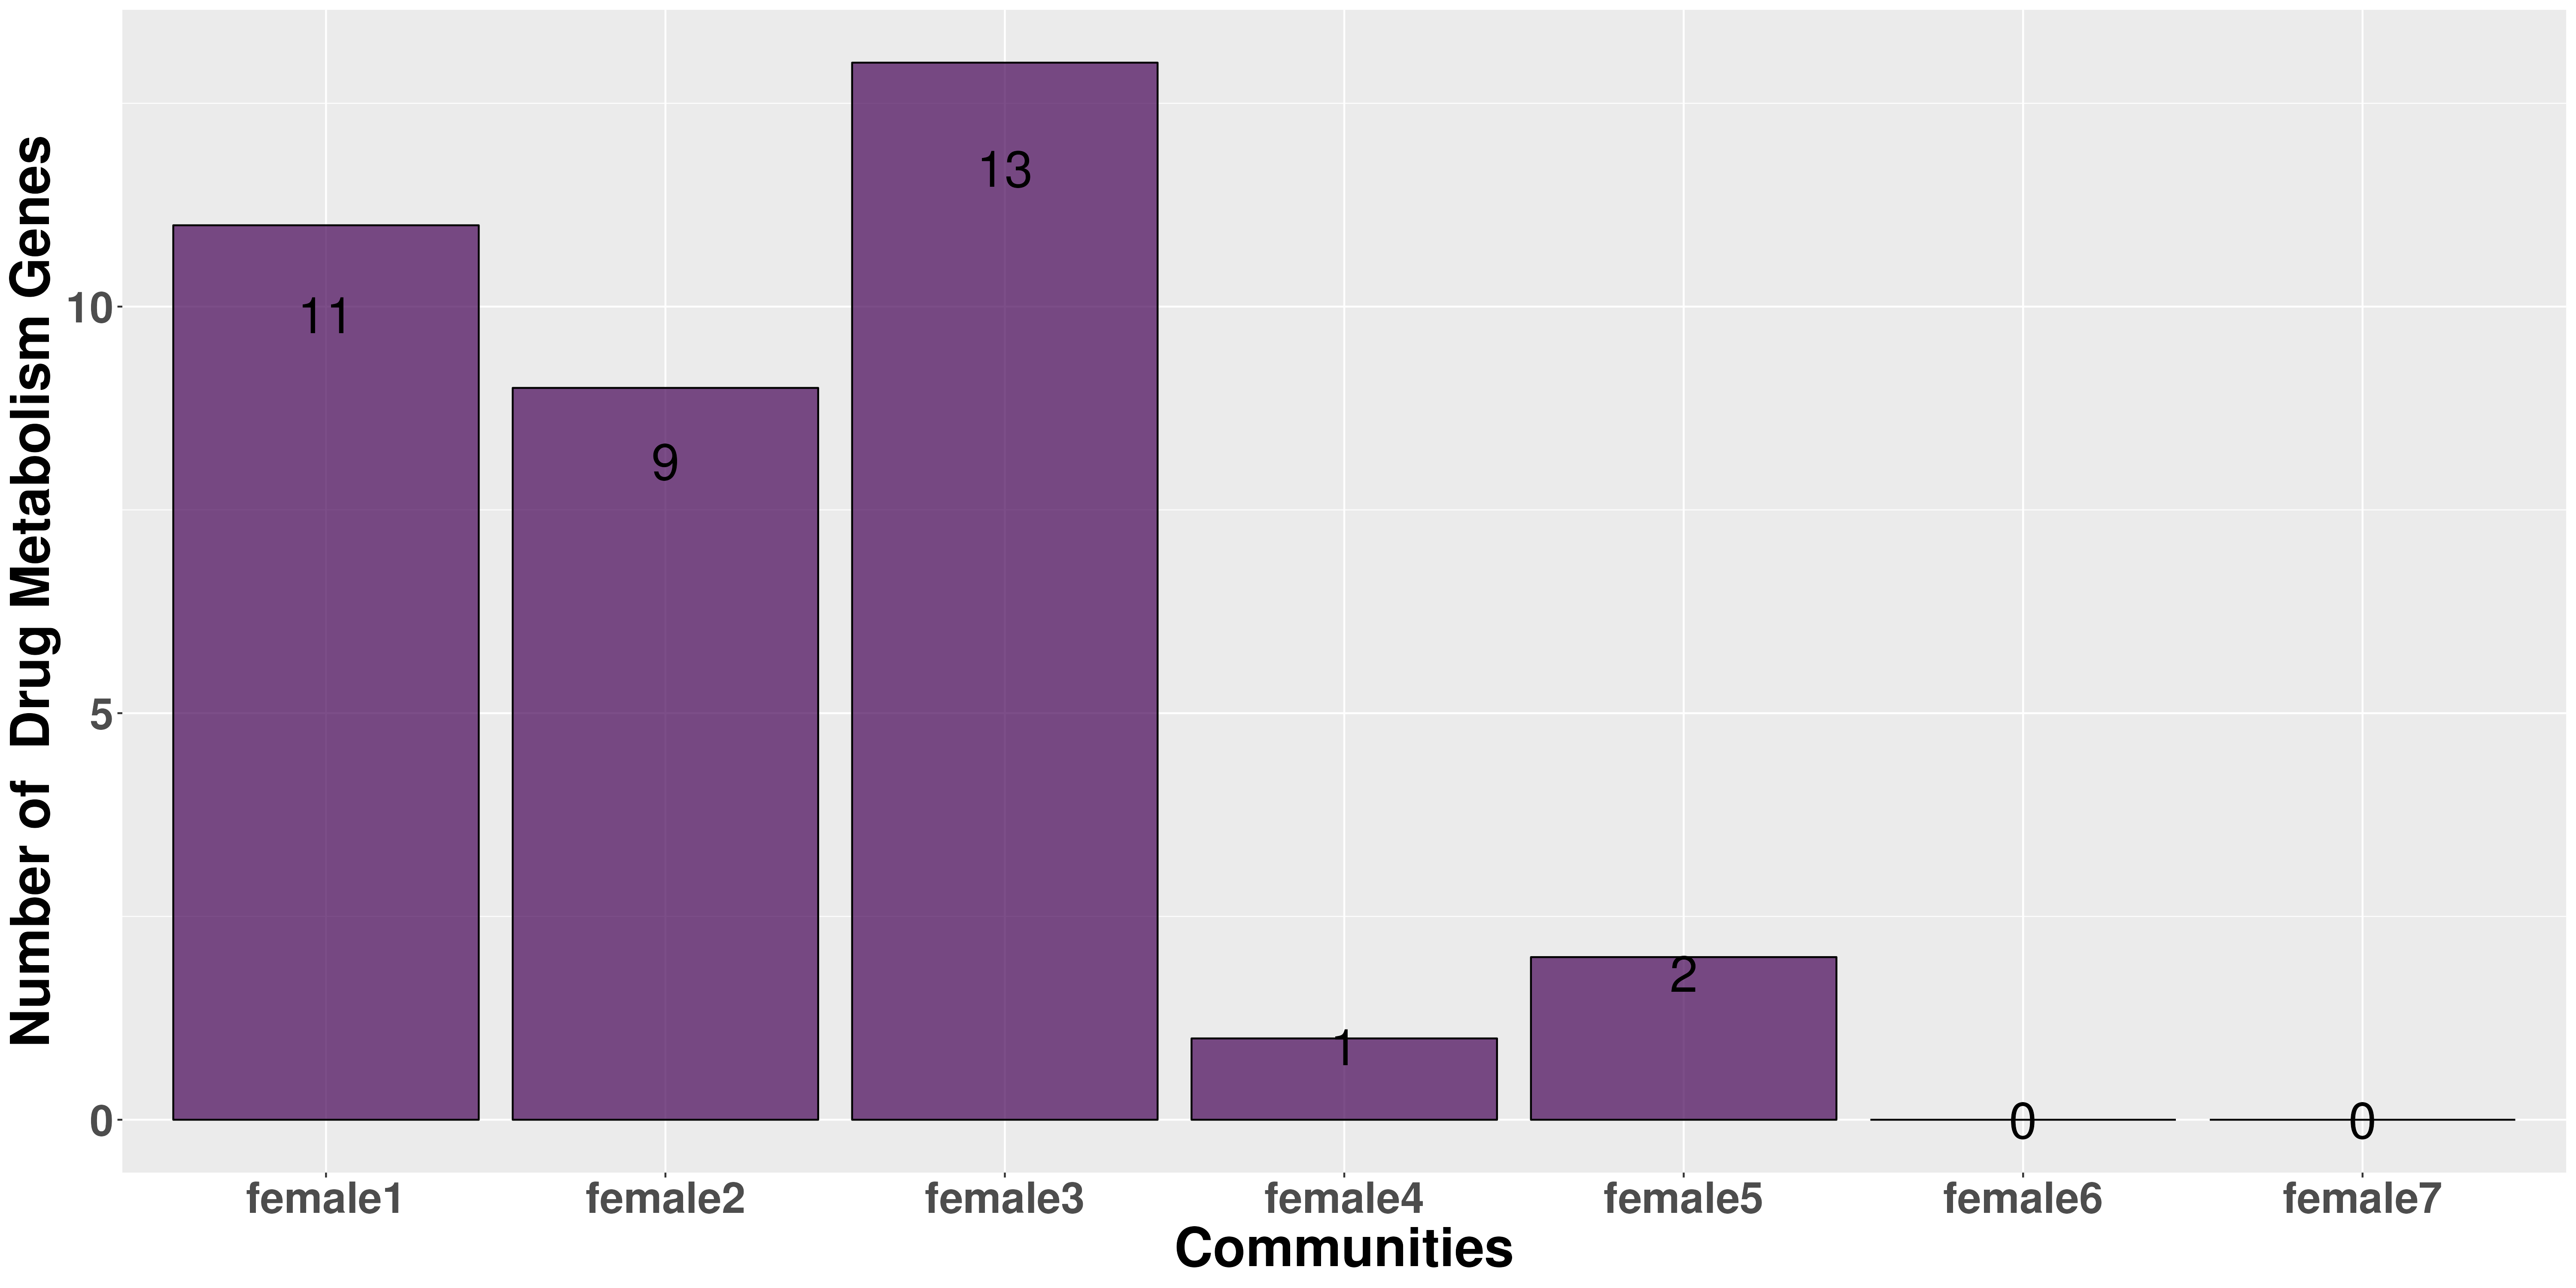 Number of  Drug Metabolism Genes
10
5
0
11
9
13
1
2
0
0
female1
female2
female3
female4
female5
female6
female7
Communities